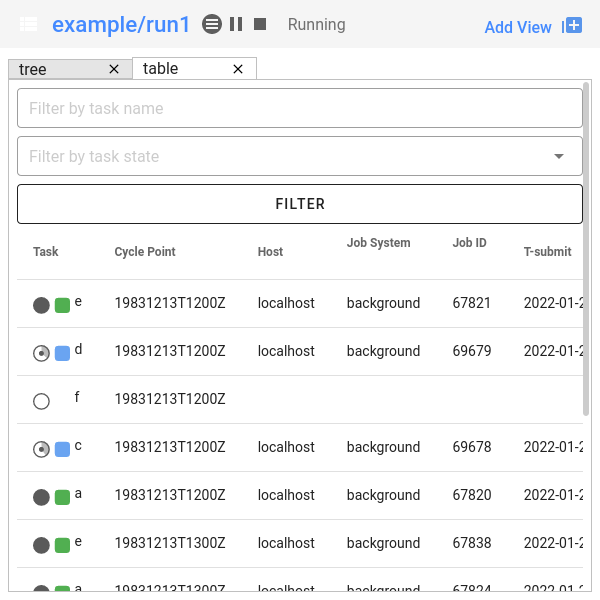 example/run1 Running Add View
tree table
Filter by task name
Filter by task state
FILTER
Task Cycle Point Host Job System Job ID T-submit
e 19831213T1200Z localhost background 67821 2022-01-2
d 19831213T1200Z localhost background 69679 2022-01-2
f 19831213T1200Z
c 19831213T1200Z localhost background 69678 2022-01-2
a 19831213T1200Z localhost background 67820 2022-01-2
e 19831213T1300Z localhost background 67838 2022-01-2
a 19831213T1300Z localhost background 67824 2022-01-2